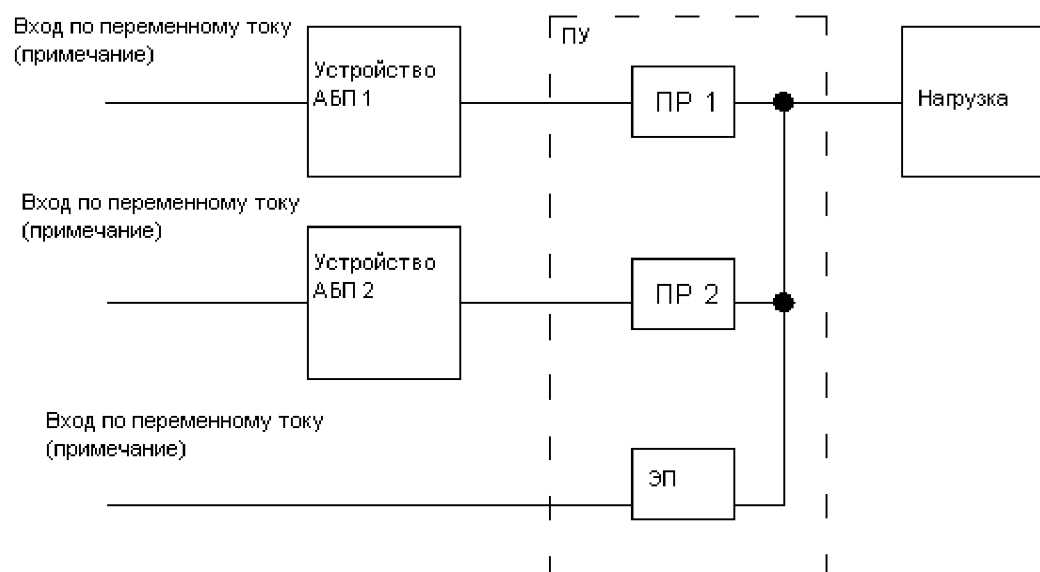 Вход по переменному току
(примечание)
Устройство
АБП 1
ПУ
ПР 1
Нагрузка
Вход по переменному току
(примечание)
Устройство
АБП 2
ПР 2
Вход по переменному току
(примечание)
ЭП